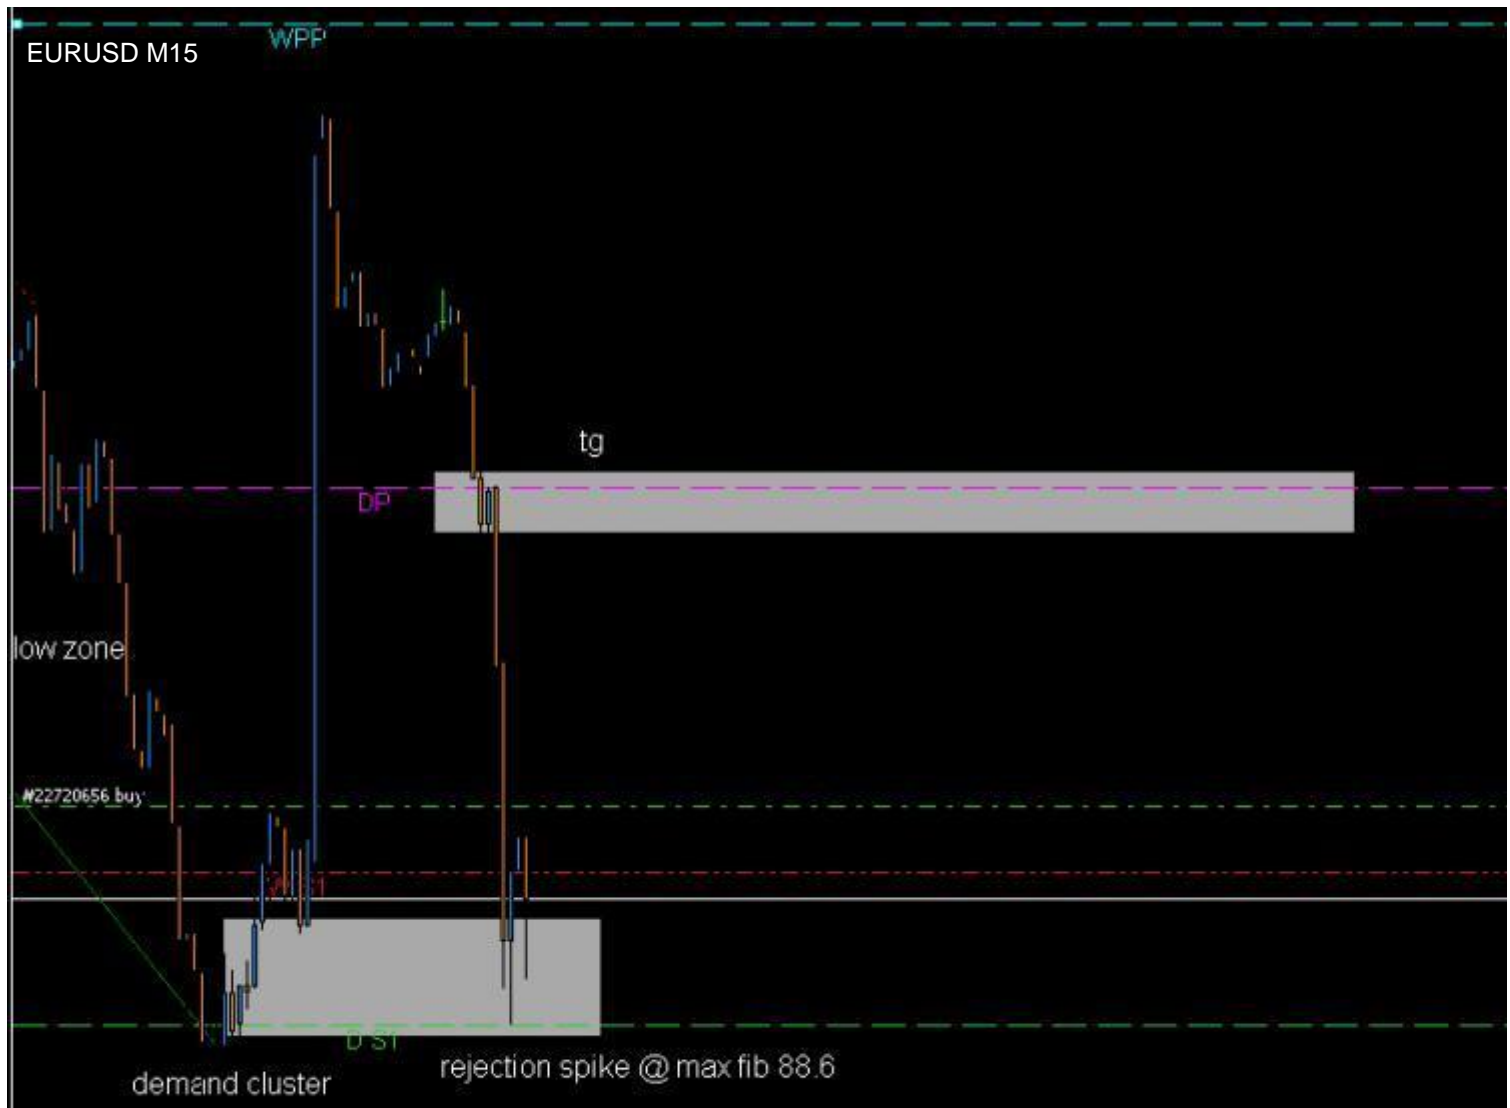 WPP
EURUSD M15
tg
DP
low zone
#22720656 buy
D S1
rejection spike @ max fib 88.6
demand cluster